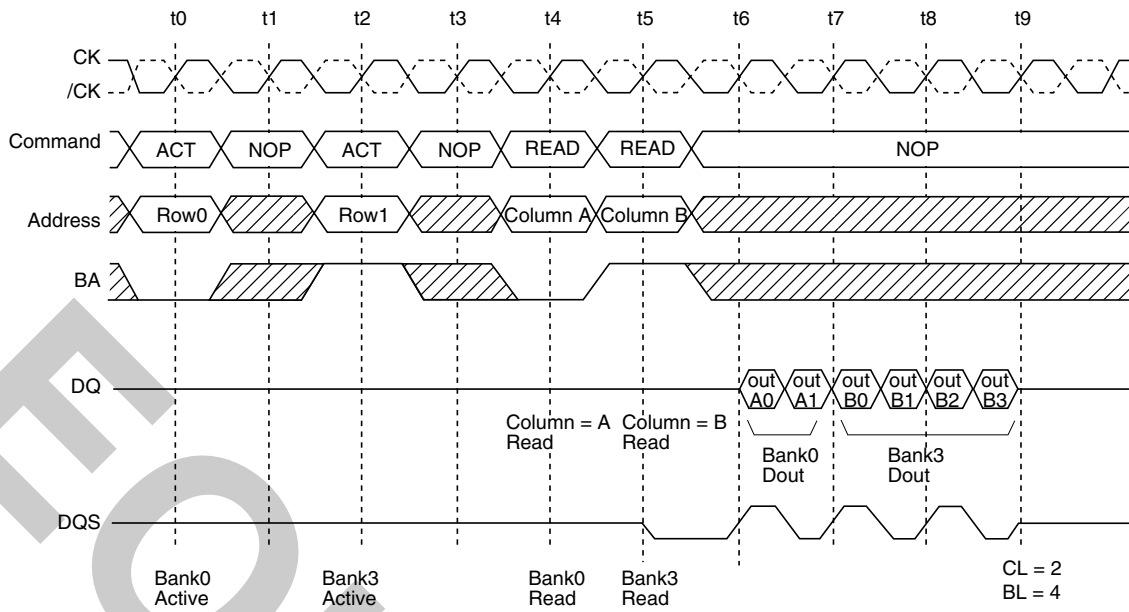 t0 t1 t2 t3 t4 t5 t6 t7 t8 t9
CK
/CK
Command ACT NOP ACT NOP READ READ NOP
Address Row0 Row1 Column A Column B
BA
DQ out out out out out out
A0 A1 B0 B1 B2 B3
Column = A Column = B
Read Read
Bank0 Bank3
Dout Dout
DQS
Bank0 Bank3 Bank0 Bank3
Active Active Read Read
CL = 2
BL = 4